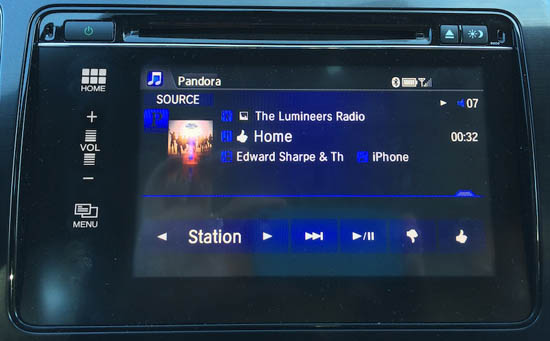 HOME
+
VOL
–
MENU
Pandora
SOURCE
07
The Lumineers Radio
Home
00:32
Edward Sharpe & Th
iPhone
Station